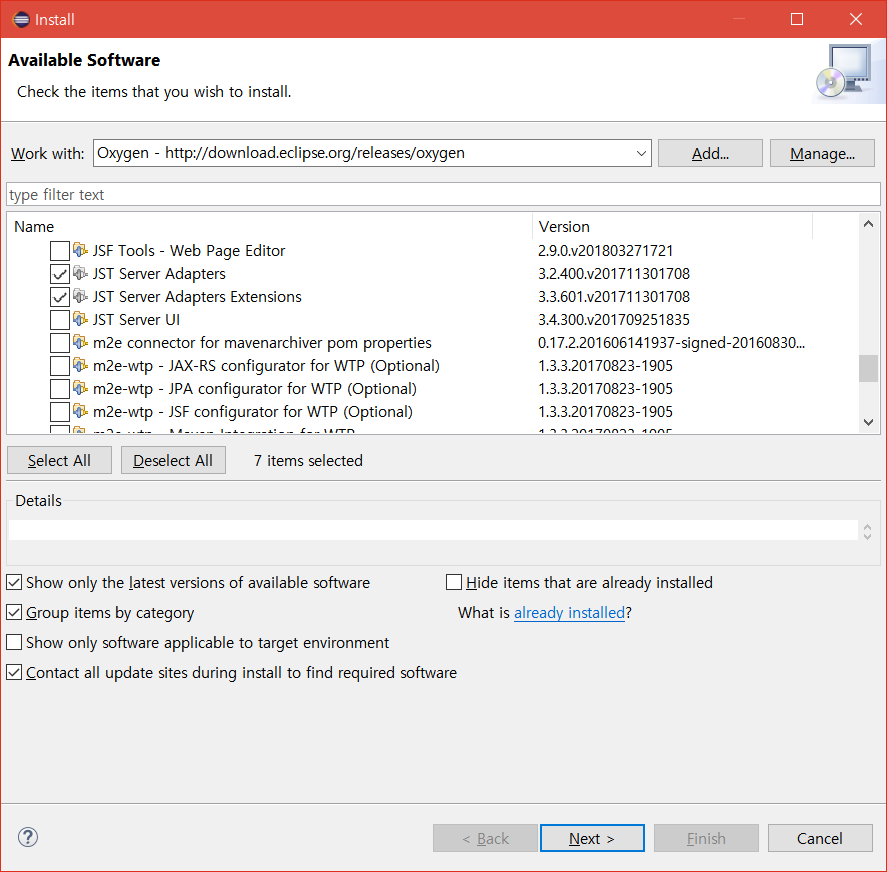 Install
Available Software
Check the items that you wish to install.
Work with: Oxygen - http://download.eclipse.org/releases/oxygen Add... Manage...
type filter text
Name Version
JSF Tools - Web Page Editor 2.9.0.v201803271721
JST Server Adapters 3.2.400.v201711301708
JST Server Adapters Extensions 3.3.601.v201711301708
JST Server UI 3.4.300.v201709251835
m2e connector for mavenarchiver pom properties 0.17.2.201606141937-signed-20160830...
m2e-wtp - JAX-RS configurator for WTP (Optional) 1.3.3.20170823-1905
m2e-wtp - JPA configurator for WTP (Optional) 1.3.3.20170823-1905
m2e-wtp - JSF configurator for WTP (Optional) 1.3.3.20170823-1905
m2e-wtp - Maven Integration for WTP 1.3.3.20170823-1905
Select All Deselect All 7 items selected
Details
Show only the latest versions of available software Hide items that are already installed
Group items by category What is already installed?
Show only software applicable to target environment
Contact all update sites during install to find required software
? < Back Next > Finish Cancel